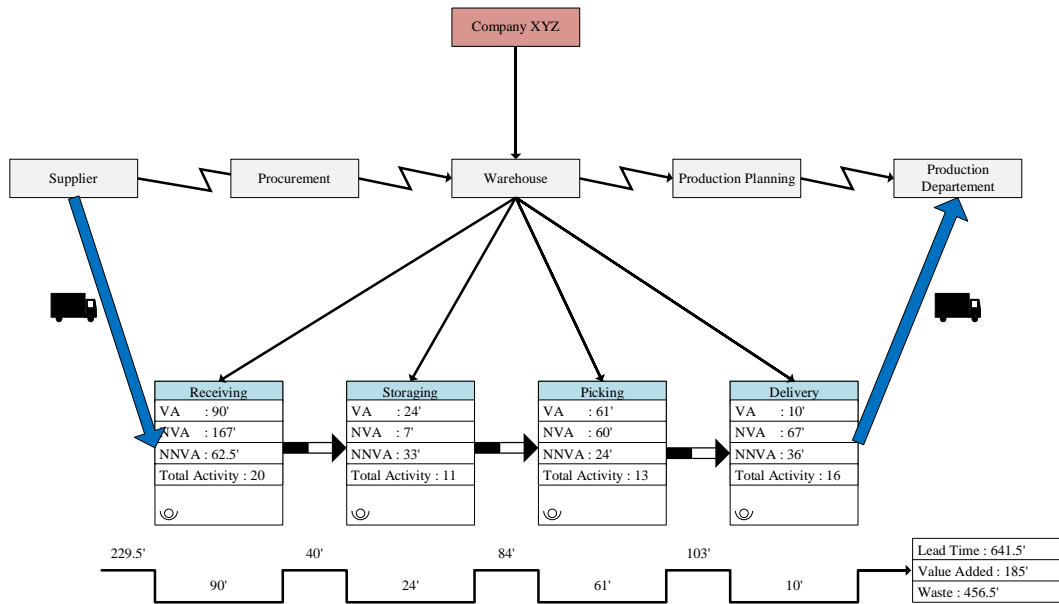 Company XYZ
Supplier
Procurement
Warehouse
Production Planning
Production
Departement
Receiving
VA : 90'
NVA : 167'
NNVA : 62.5'
Total Activity : 20
Storaging
VA : 24'
NVA : 7'
NNVA : 33'
Total Activity : 11
Picking
VA : 61'
NVA : 60'
NNVA : 24'
Total Activity : 13
Delivery
VA : 10'
NVA : 67'
NNVA : 36'
Total Activity : 16
229.5'
90'
40'
24'
84'
61'
103'
10'
Lead Time : 641.5'
Value Added : 185'
Waste : 456.5'